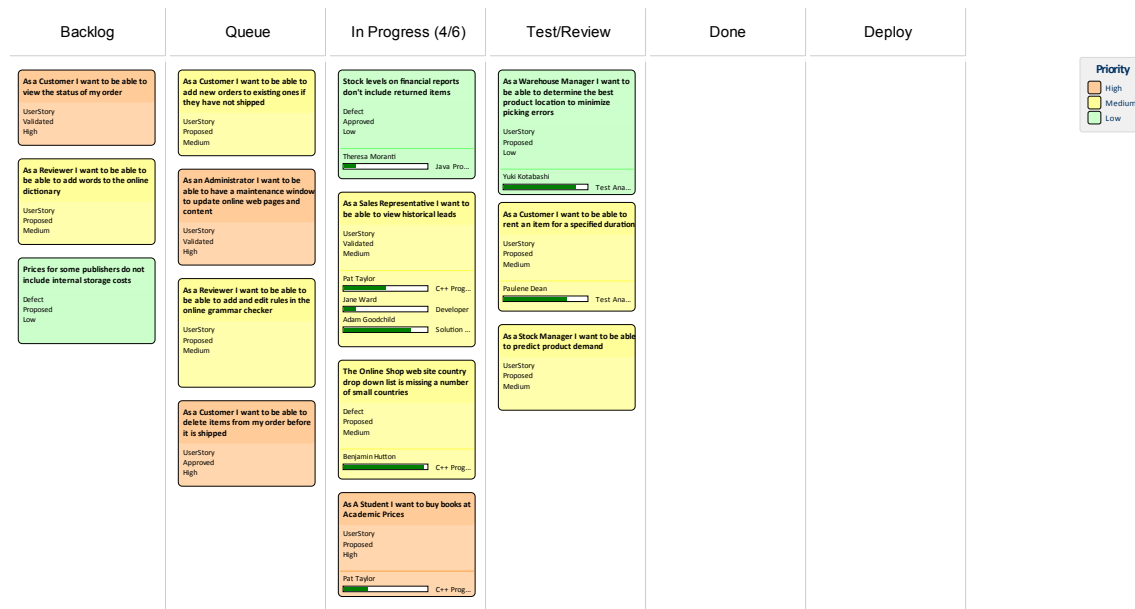 Backlog
Queue
In Progress (4/6)
Test/Review
Done
Deploy
As a Customer I want to be able to
view the status of my order
UserStory
Validated
High
As a Reviewer I want to be able to
be able to add words to the online
dictionary
UserStory
Proposed
Medium
Prices for some publishers do not
include internal storage costs
Defect
Proposed
Low
As a Customer I want to be able to
add new orders to existing ones if
they have not shipped
UserStory
Proposed
Medium
As an Administrator I want to be
able to have a maintenance window
to update online web pages and
content
UserStory
Validated
High
As a Reviewer I want to be able to
be able to add and edit rules in the
online grammar checker
UserStory
Proposed
Medium
As a Customer I want to be able to
delete items from my order before
it is shipped
UserStory
Approved
High
Stock levels on financial reports
don't include returned items
Defect
Approved
Low
Theresa Moranti
Java Pro...
As a Sales Representative I want to
be able to view historical leads
UserStory
Validated
Medium
Pat Taylor
C++ Prog...
Jane Ward
Developer
Adam Goodchild
Solution ...
The Online Shop web site country
drop down list is missing a number
of small countries
Defect
Proposed
Medium
Benjamin Hutton
C++ Prog...
As A Student I want to buy books at
Academic Prices
UserStory
Proposed
High
Pat Taylor
C++ Prog...
As a Warehouse Manager I want to
be able to determine the best
product location to minimize
picking errors
UserStory
Proposed
Low
Yuki Kotabashi
Test Ana...
As a Customer I want to be able to
rent an item for a specified duration
UserStory
Proposed
Medium
Paulene Dean
Test Ana...
As a Stock Manager I want to be able
to predict product demand
UserStory
Proposed
Medium
Priority
High
Medium
Low